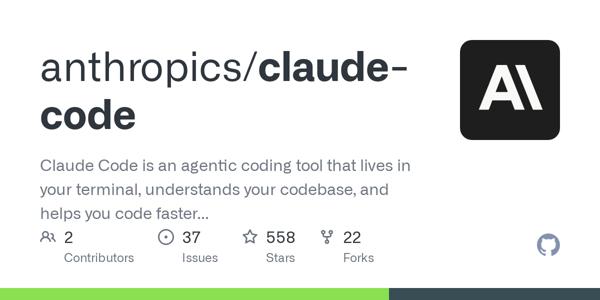 anthropics/claude-
code
Claude Code is an agentic coding tool that lives in
your terminal, understands your codebase, and
helps you code faster...
2
Contributors
37
Issues
558
Stars
22
Forks
AI